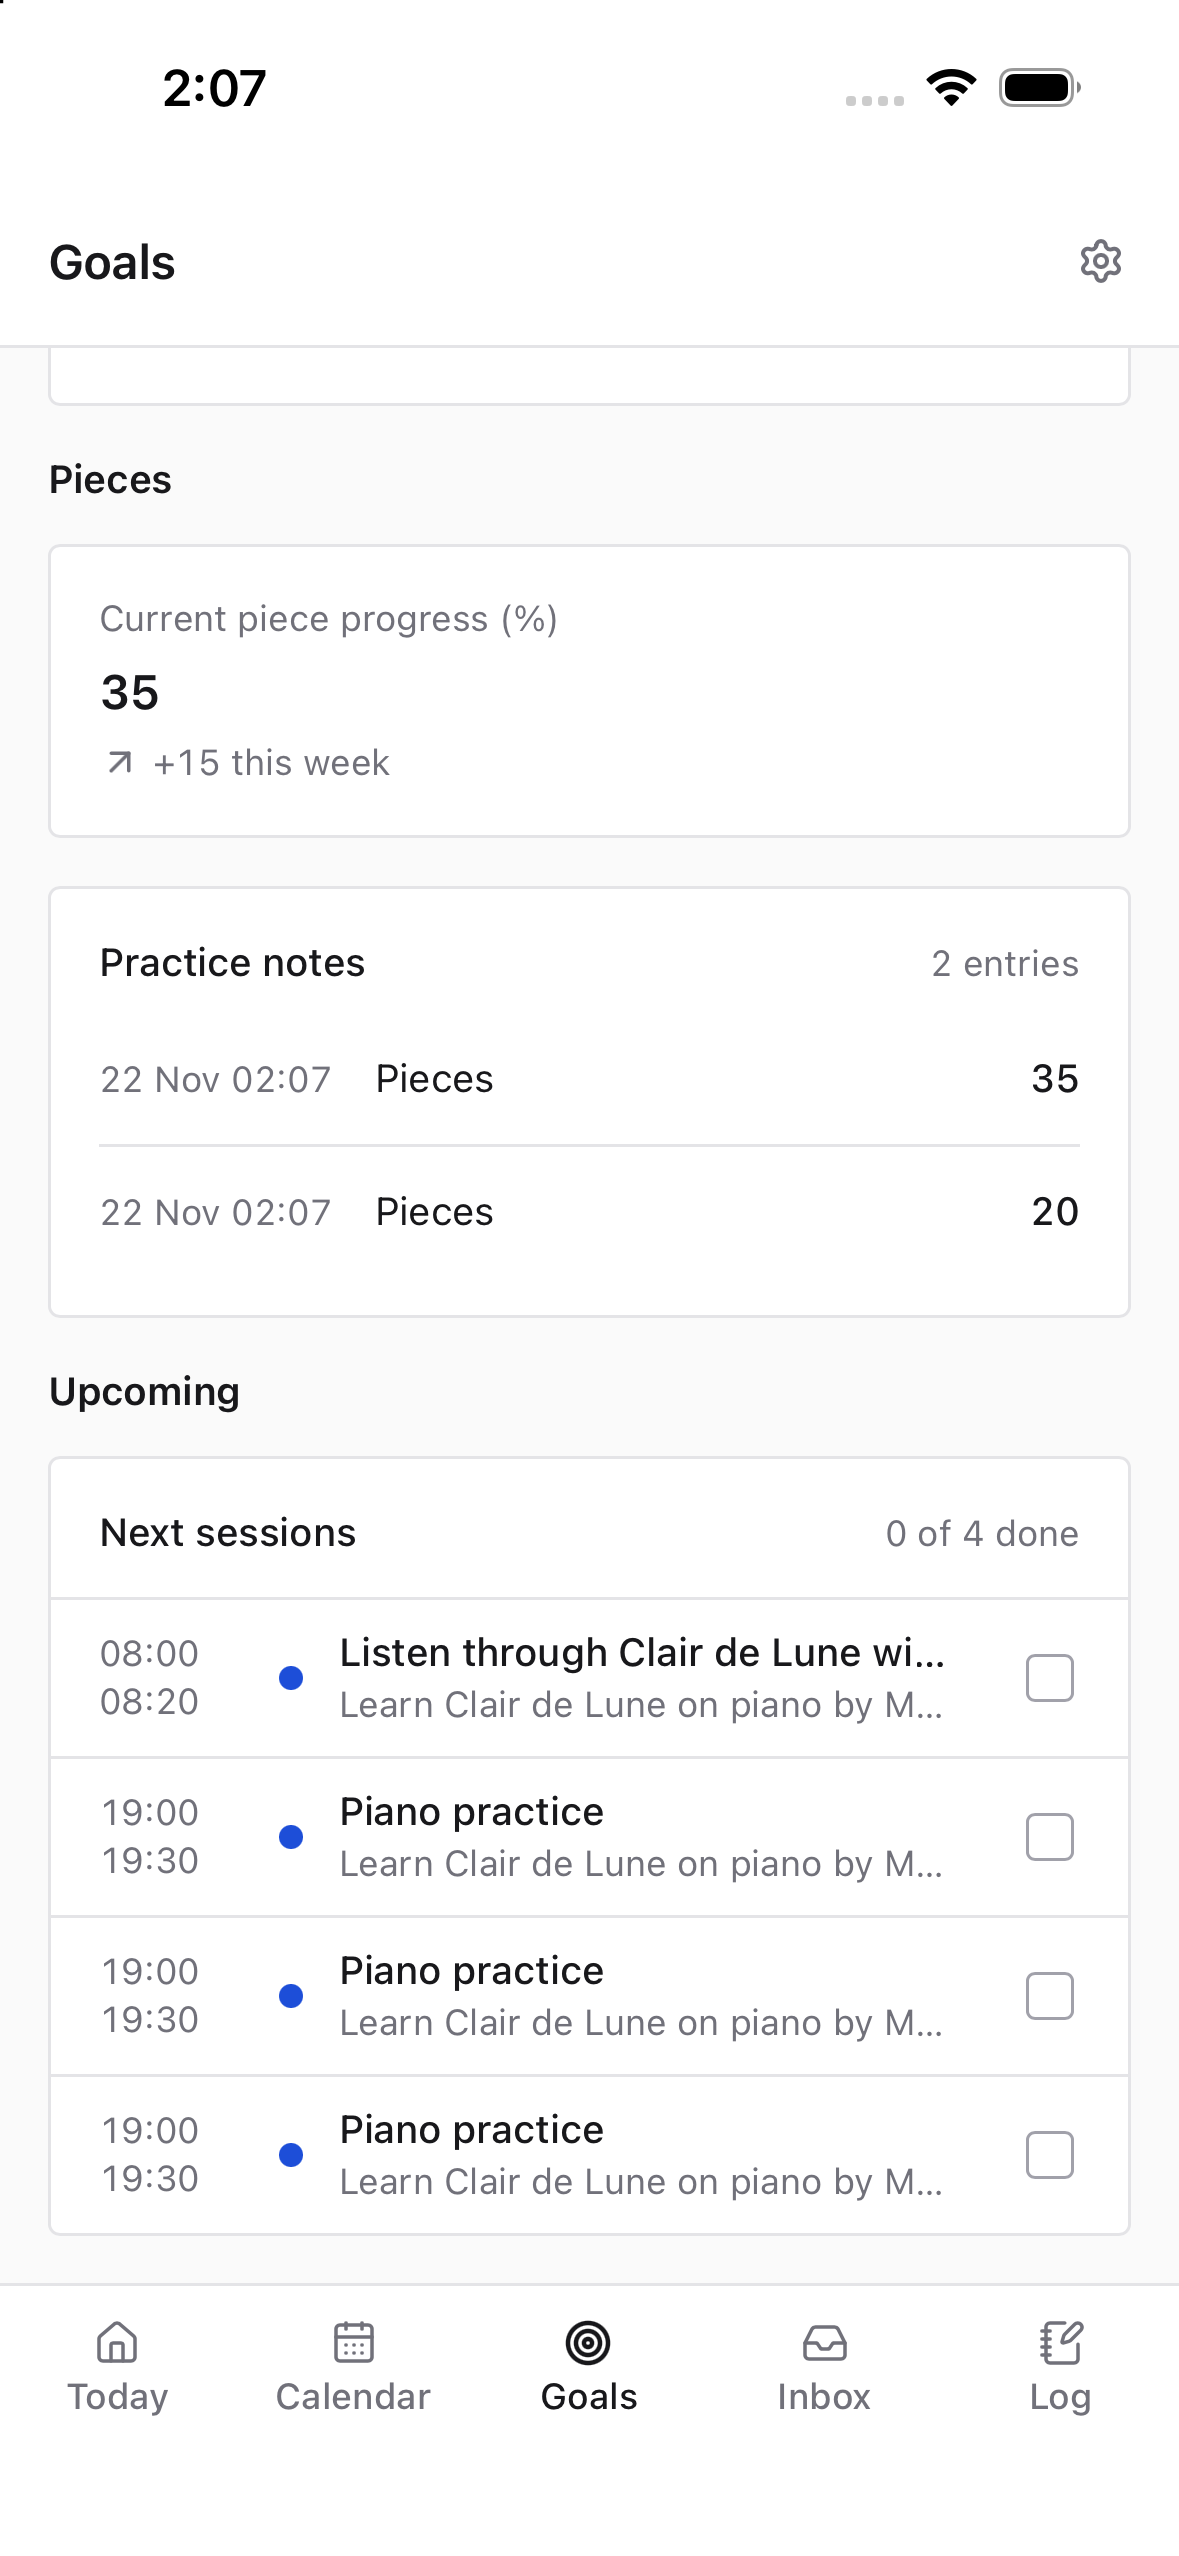 2:07
Goals
Pieces
Current piece progress (%)
35
+15 this week
Practice notes
2 entries
22 Nov 02:07 Pieces 35
22 Nov 02:07 Pieces 20
Upcoming
Next sessions
0 of 4 done
08:00
08:20
Listen through Clair de Lune wi...
Learn Clair de Lune on piano by M...
19:00
19:30
Piano practice
Learn Clair de Lune on piano by M...
19:00
19:30
Piano practice
Learn Clair de Lune on piano by M...
19:00
19:30
Piano practice
Learn Clair de Lune on piano by M...
Today
Calendar
Goals
Inbox
Log